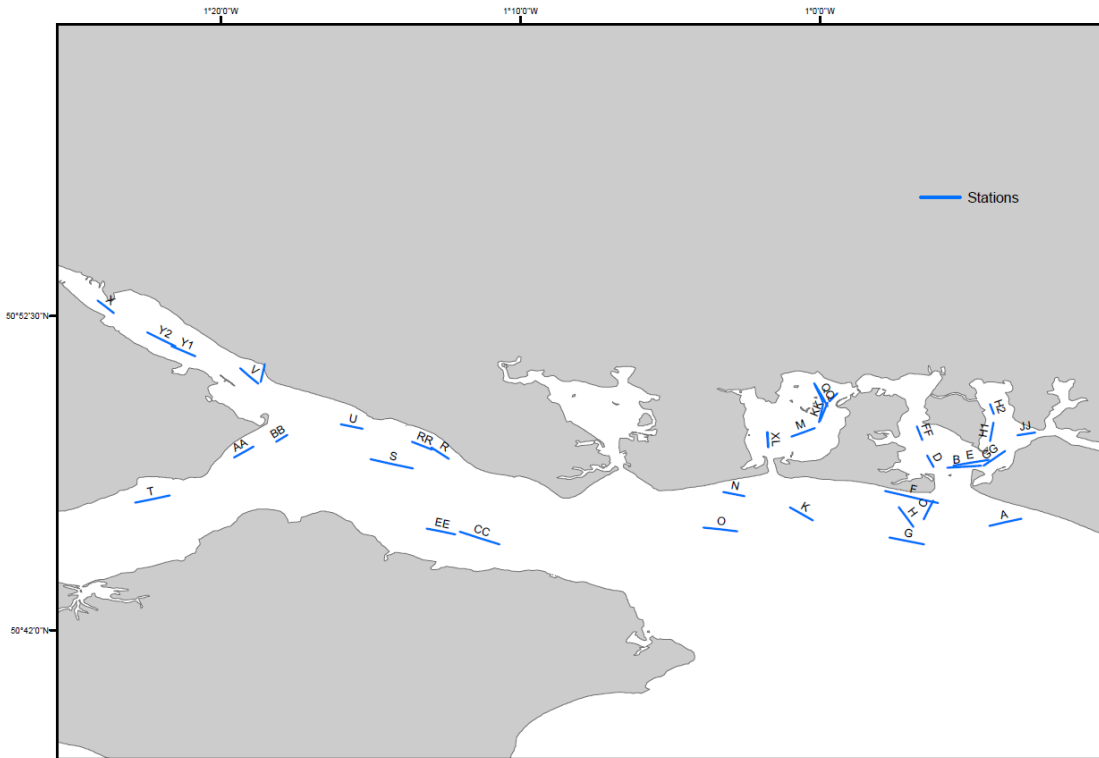 1°20'0"W
1°10'0"W
1°0'0"W
Stations
50°52'30"N
X
Y2
Y1
V
U
AA
BB
RR
R
S
T
EE
CC
XL
M
KK
H2
H1
JJ
FF
D
B
E
GG
N
O
K
F
C
H
G
A
50°42'0"N